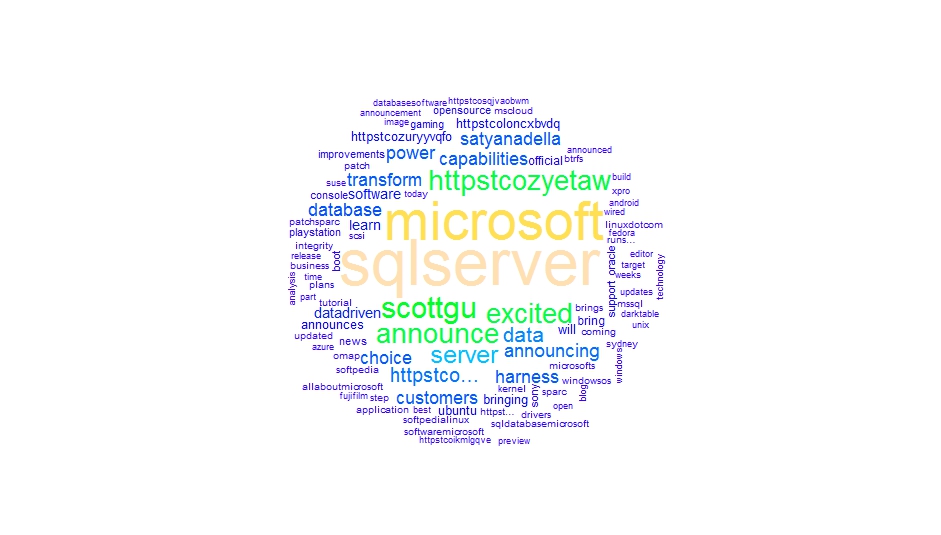 databasesoftware httpstcosqjvaobwm
announcement opensource mscloud
image gaming httpstcoloncxbvdq
httpstcozuryyvqfo satyanadella
improvements power capabilities official btrfs announced
patch
suse transform httpstcozyetaw build
console software today xpro
android
database microsoft wired
patchsparc learn linuxdotcom
playstation scsi fedora
runs…
integrity sqlserver editor
release boot oracle
business target technology
time weeks
analysis plans support updates
part tutorial scottgu excited brings mssql
datadriven darktable
announces announce data will bring unix
updated news coming
azure sydney
omap choice server announcing
softpedia microsofts windows
httpstco… harness windowsos
allaboutmicrosoft kernel
fujifilm step customers bringing sony sparc blog
application best ubuntu httpst… open
drivers
softpedialinux sqldatabasemicrosoft
softwaremicrosoft
httpstcoikmlgqve preview